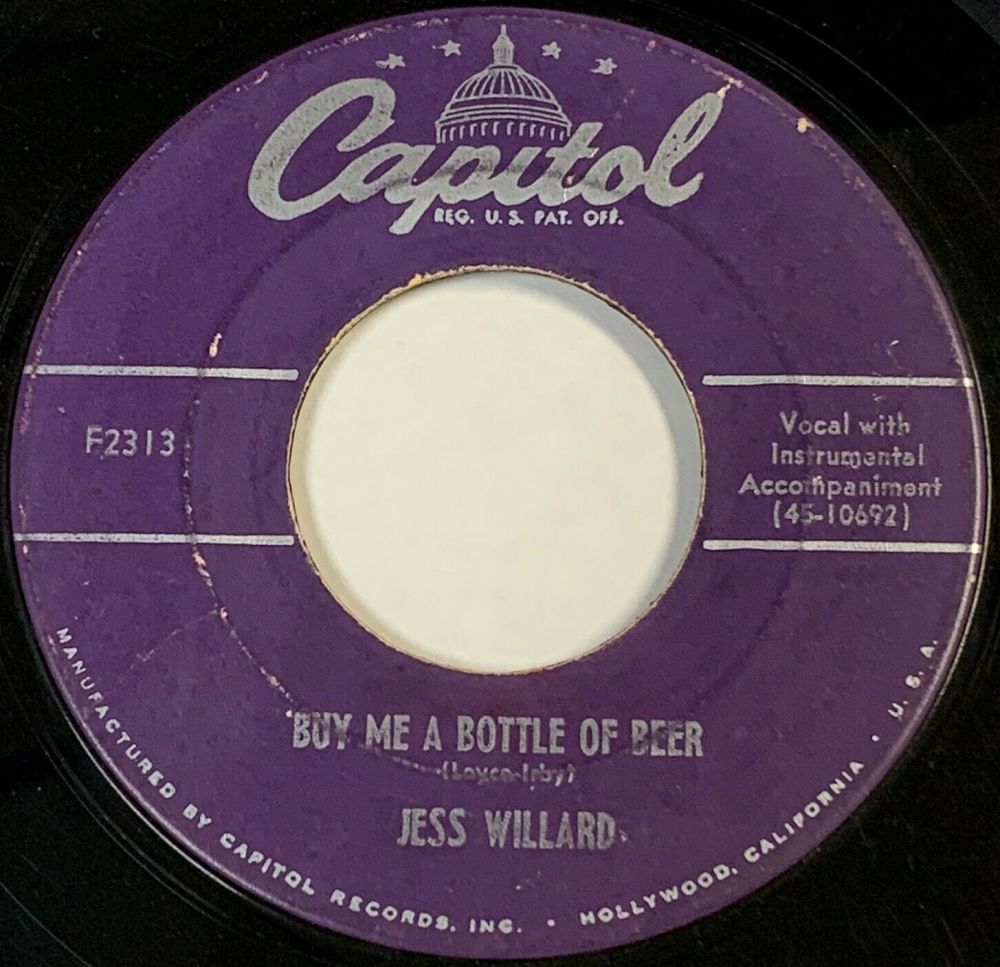 Capitol
REG. U.S. PAT. OFF.
F2313
Vocal with
Instrumental
Accompaniment
(45-10692)
BUY ME A BOTTLE OF BEER
(Loyce-Irby)
JESS WILLARD
MANUFACTURED BY CAPITOL RECORDS, INC. • HOLLYWOOD, CALIFORNIA • U. S. A.